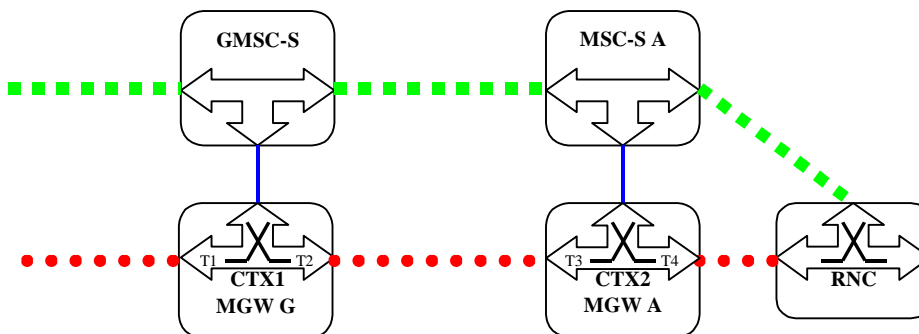 GMSC-S
MSC-S A
T1 T2
CTX1
MGW G
T3 T4
CTX2
MGW A
RNC